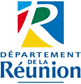 DÉPARTEMENT
DE LA
Réunion